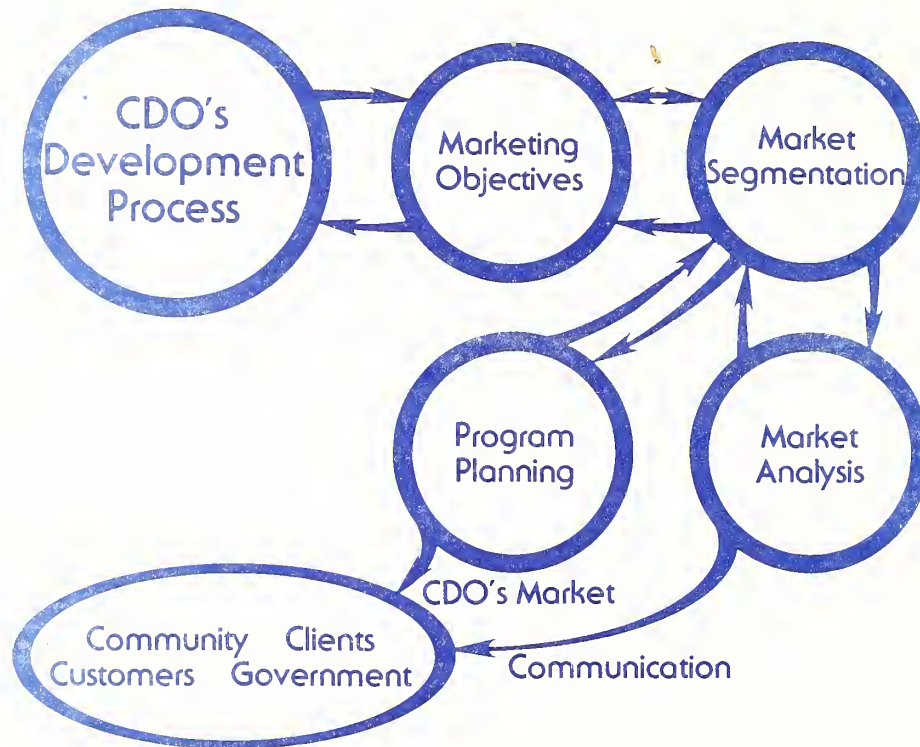 CDO's
Development
Process
Marketing
Objectives
Market
Segmentation
Program
Planning
Market
Analysis
CDO's Market
Community Clients
Customers Government
Communication